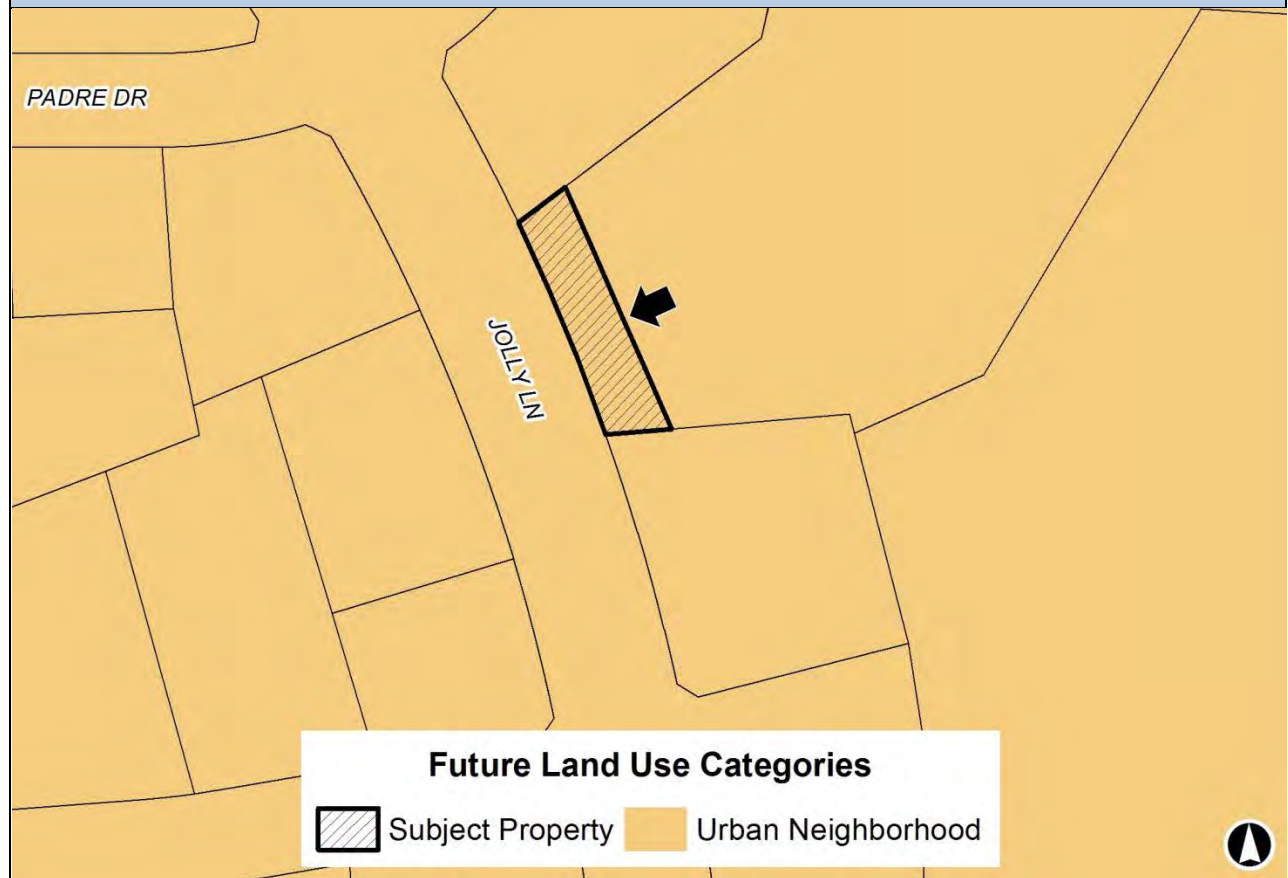 PADRE DR
JOLLY LN
Future Land Use Categories
Subject Property
Urban Neighborhood